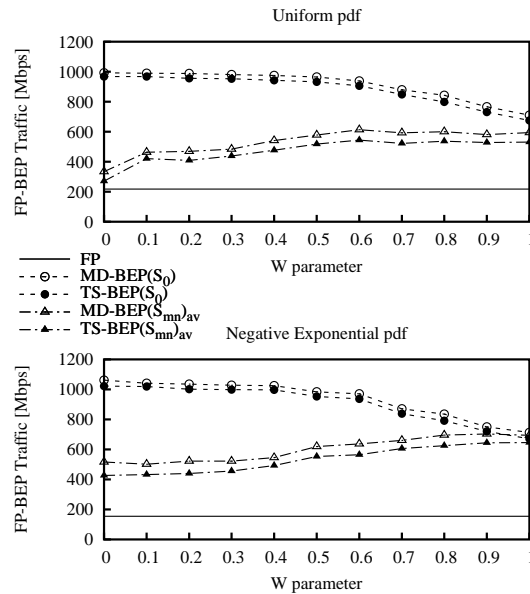 Uniform pdf
FP-BEP Traffic [Mbps]
1200
1000
800
600
400
200
0
0 0.1 0.2 0.3 0.4 0.5 0.6 0.7 0.8 0.9 1
W parameter
FP
MD-BEP(S0)
TS-BEP(S0)
MD-BEP(Smn)av
TS-BEP(Smn)av
Negative Exponential pdf
FP-BEP Traffic [Mbps]
1200
1000
800
600
400
200
0
0 0.1 0.2 0.3 0.4 0.5 0.6 0.7 0.8 0.9 1
W parameter